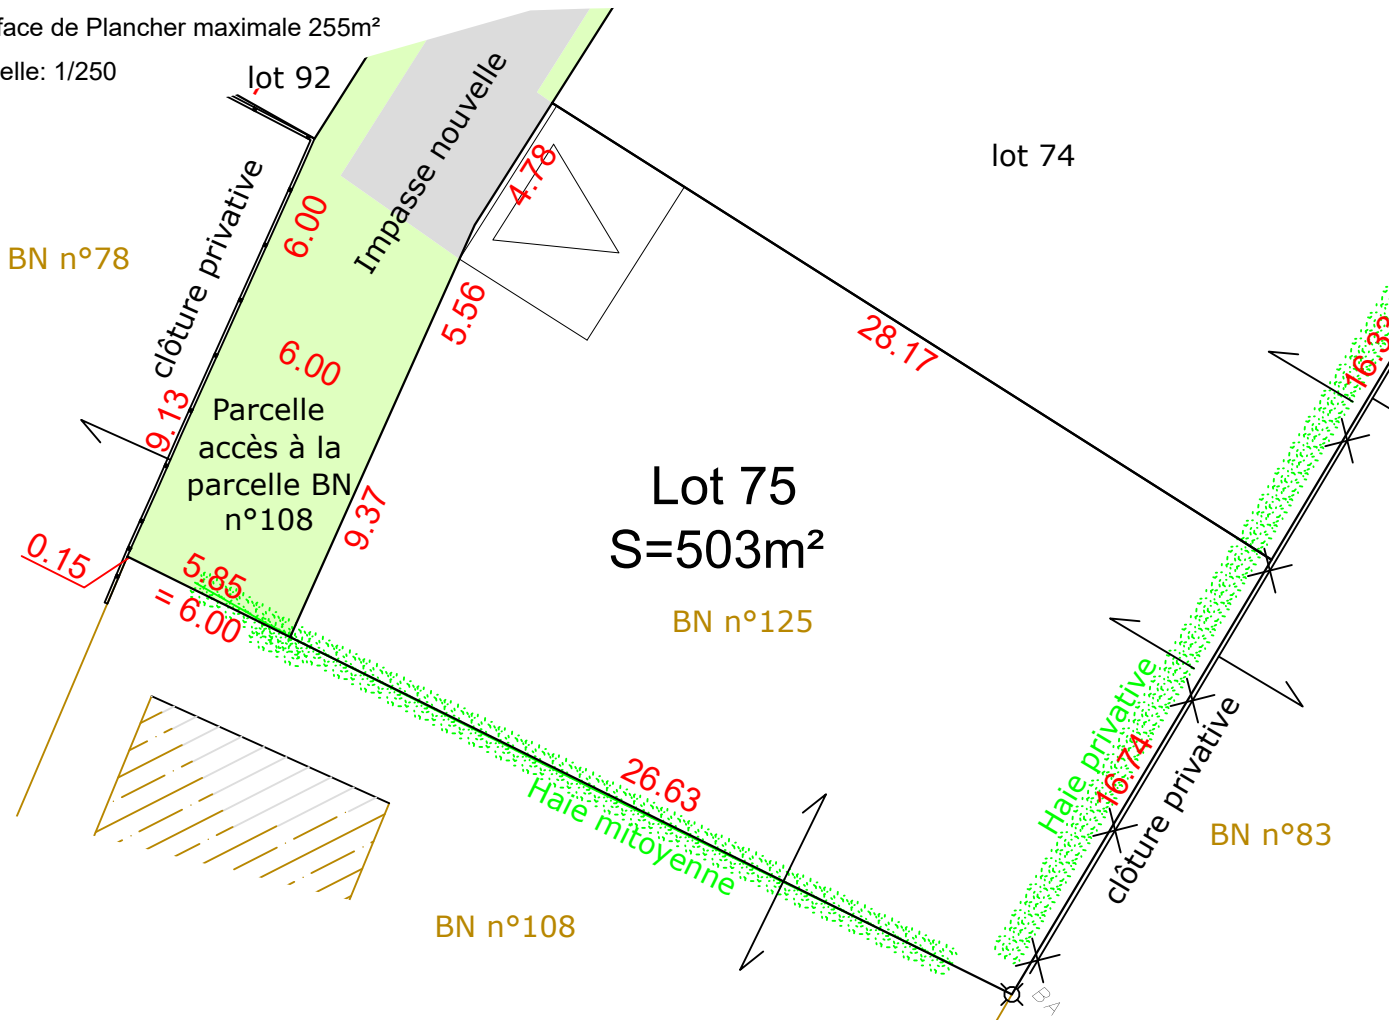 face de Plancher maximale 255m²
elle: 1/250
lot 92
Impasse nouvelle
lot 74
4.78
clôture privative
6.00
BN n°78
5.56
28.17
16.33
6.00
9.13
Parcelle
accès à la
parcelle BN
n°108
9.37
Lot 75
S=503m²
0.15
5.85
= 6.00
BN n°125
Haie privative
16.74
clôture privative
26.63
Haie mitoyenne
BN n°83
BN n°108
BA